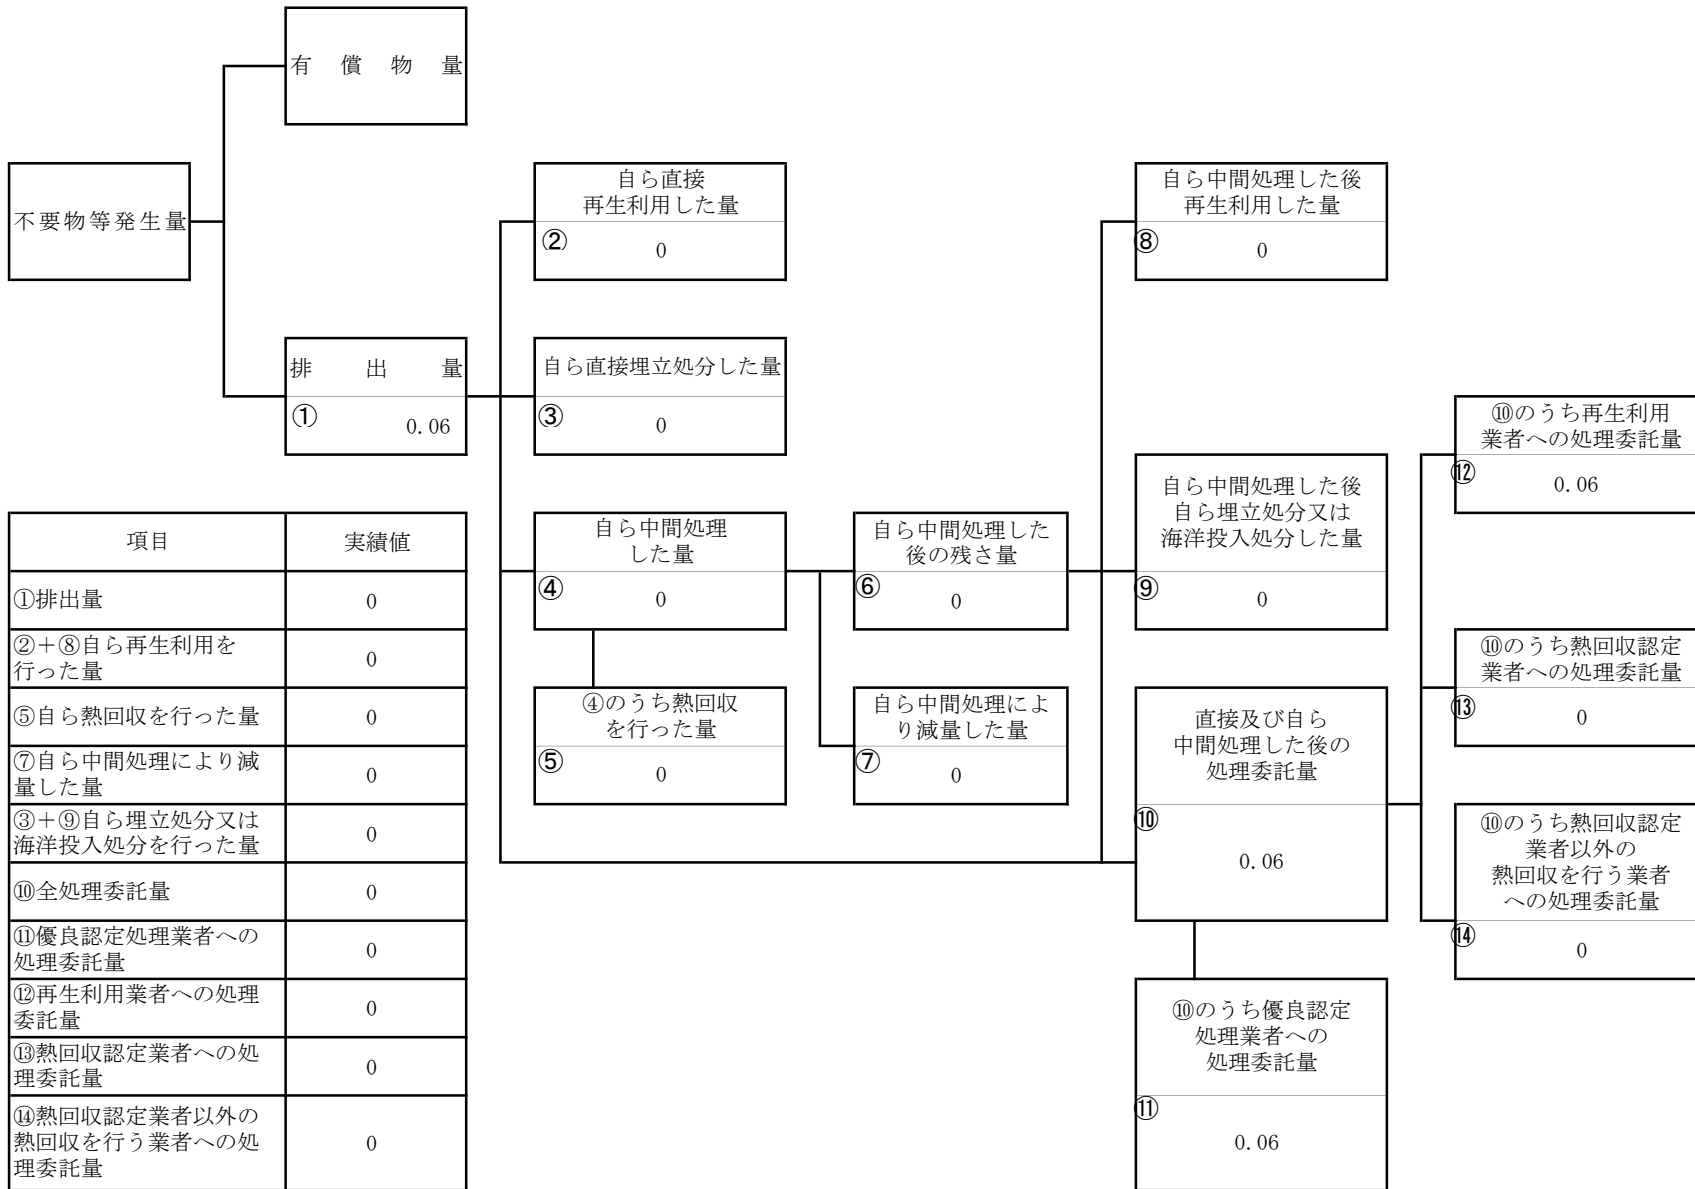 有償物量
不要物等発生量
自ら直接
再生利用した量
②
0
自ら中間処理した後
再生利用した量
⑧
0
排出量
①
0.06
自ら直接埋立処分した量
③
0
⑩のうち再生利用
業者への処理委託量
⑫
0.06
自ら中間処理した後
自ら埋立処分又は
海洋投入処分した量
⑨
0
自ら中間処理
した量
④
0
自ら中間処理した
後の残さ量
⑥
0
⑩のうち熱回収認定
業者への処理委託量
⑬
0
④のうち熱回収
を行った量
⑤
0
自ら中間処理によ
り減量した量
⑦
0
直接及び自ら
中間処理した後の
処理委託量
⑩
0.06
⑩のうち熱回収認定
業者以外の
熱回収を行う業者
への処理委託量
⑭
0
⑩のうち優良認定
処理業者への
処理委託量
⑪
0.06
項目 実績値
①排出量 0
②+⑧自ら再生利用を
行った量 0
⑤自ら熱回収を行った量 0
⑦自ら中間処理により減
量した量 0
③+⑨自ら埋立処分又は
海洋投入処分を行った量 0
⑩全処理委託量 0
⑪優良認定処理業者への
処理委託量 0
⑫再生利用業者への処理
委託量 0
⑬熱回収認定業者への処
理委託量 0
⑭熱回収認定業者以外の
熱回収を行う業者への処 0
理委託量